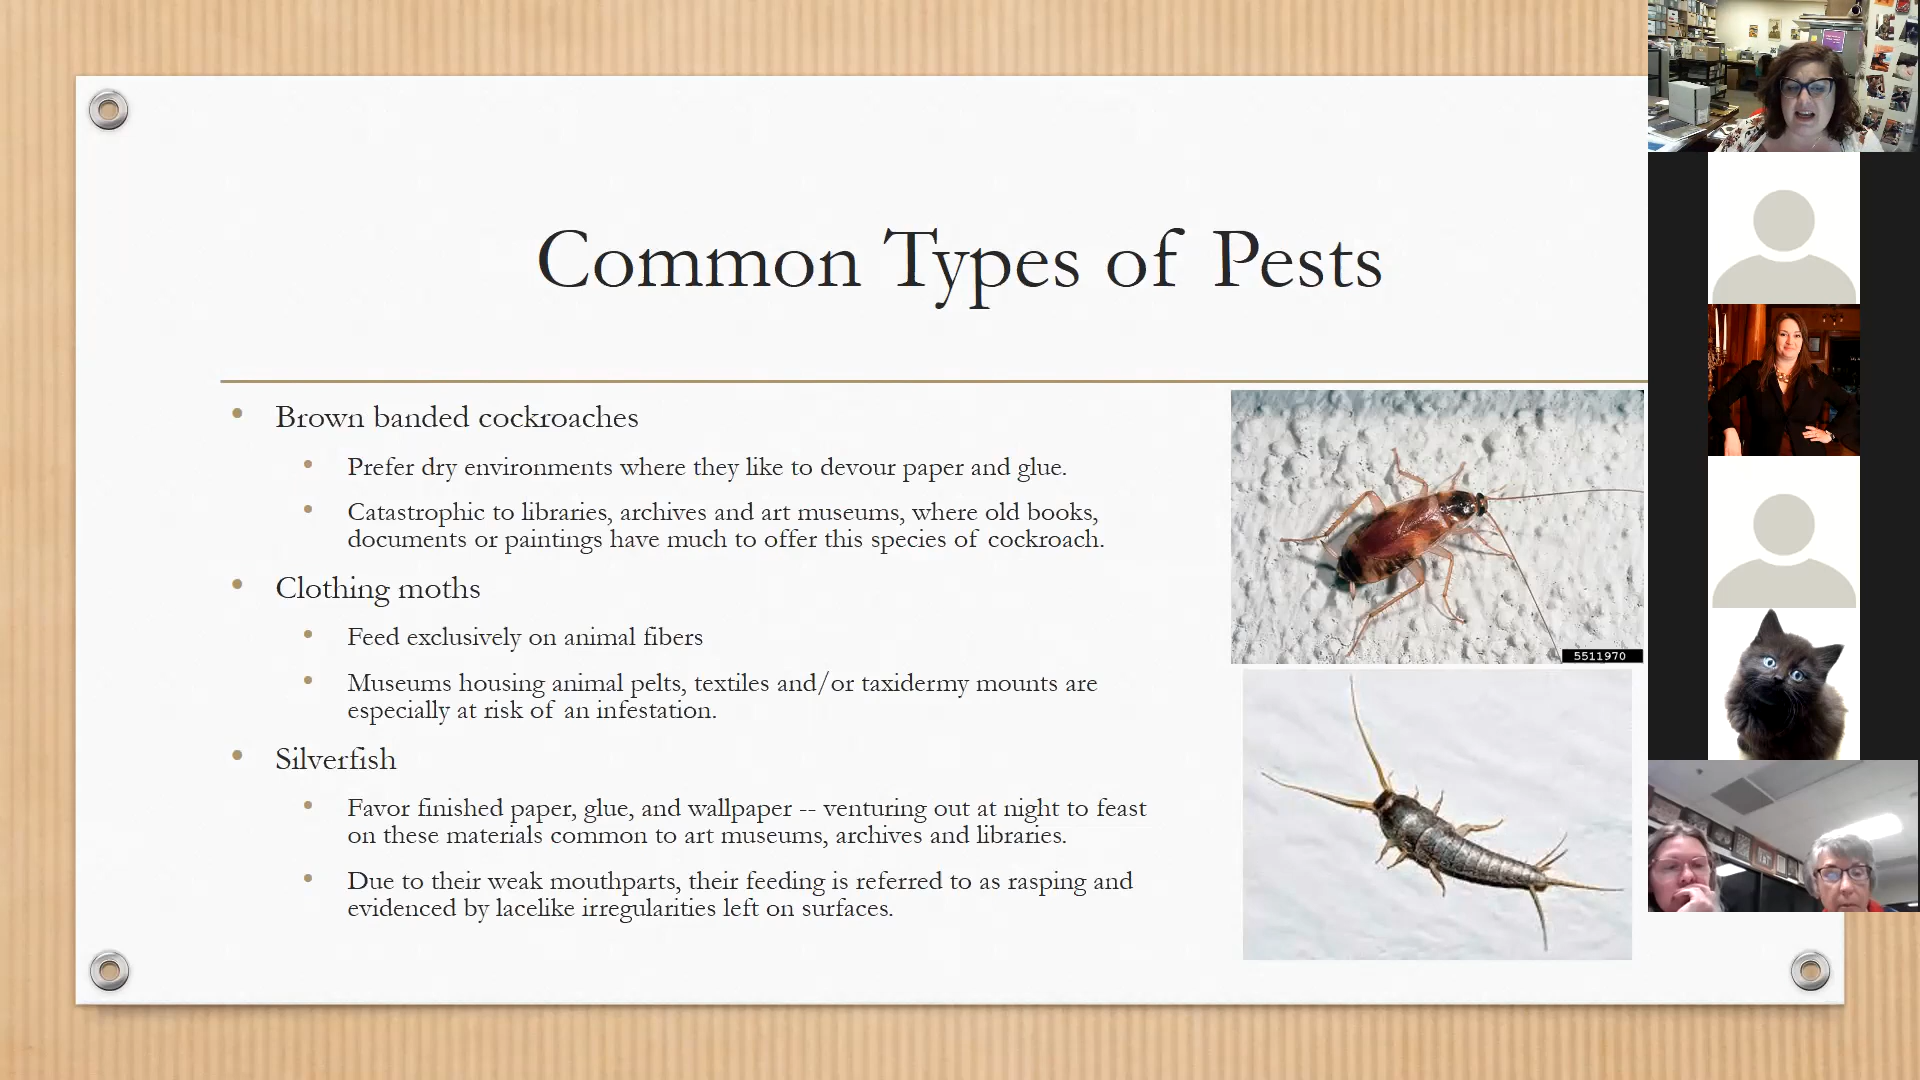 Common Types of Pests
Brown banded cockroaches
Prefer dry environments where they like to devour paper and glue.
Catastrophic to libraries, archives and art museums, where old books,
documents or paintings have much to offer this species of cockroach.
Clothing moths
Feed exclusively on animal fibers
Museums housing animal pelts, textiles and/or taxidermy mounts are
especially at risk of an infestation.
Silverfish
Favor finished paper, glue, and wallpaper -- venturing out at night to feast
on these materials common to art museums, archives and libraries.
Due to their weak mouthparts, their feeding is referred to as rasping and
evidenced by lacelike irregularities left on surfaces.
5511970